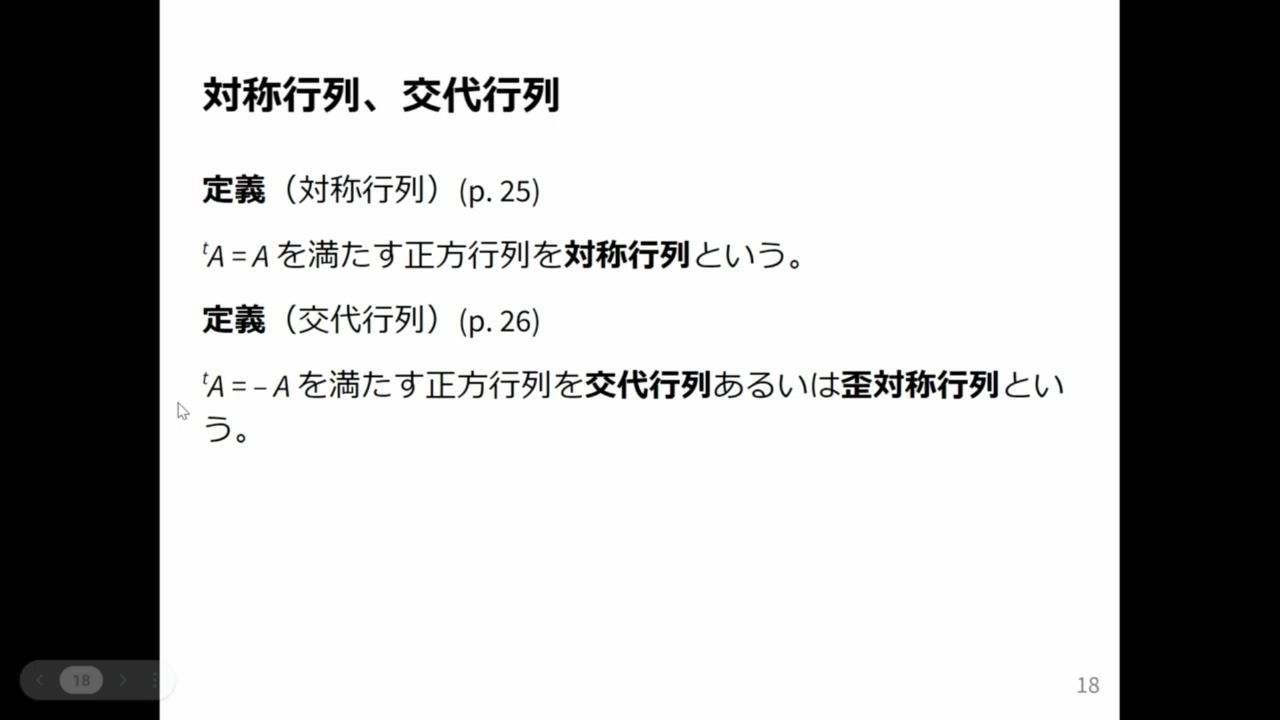 対称行列、交代行列
定義（対称行列）(p. 25)
ᵗA = A を満たす正方行列を対称行列という。
定義（交代行列）(p. 26)
ᵗA = – A を満たす正方行列を交代行列あるいは歪対称行列とい
う。
18
18